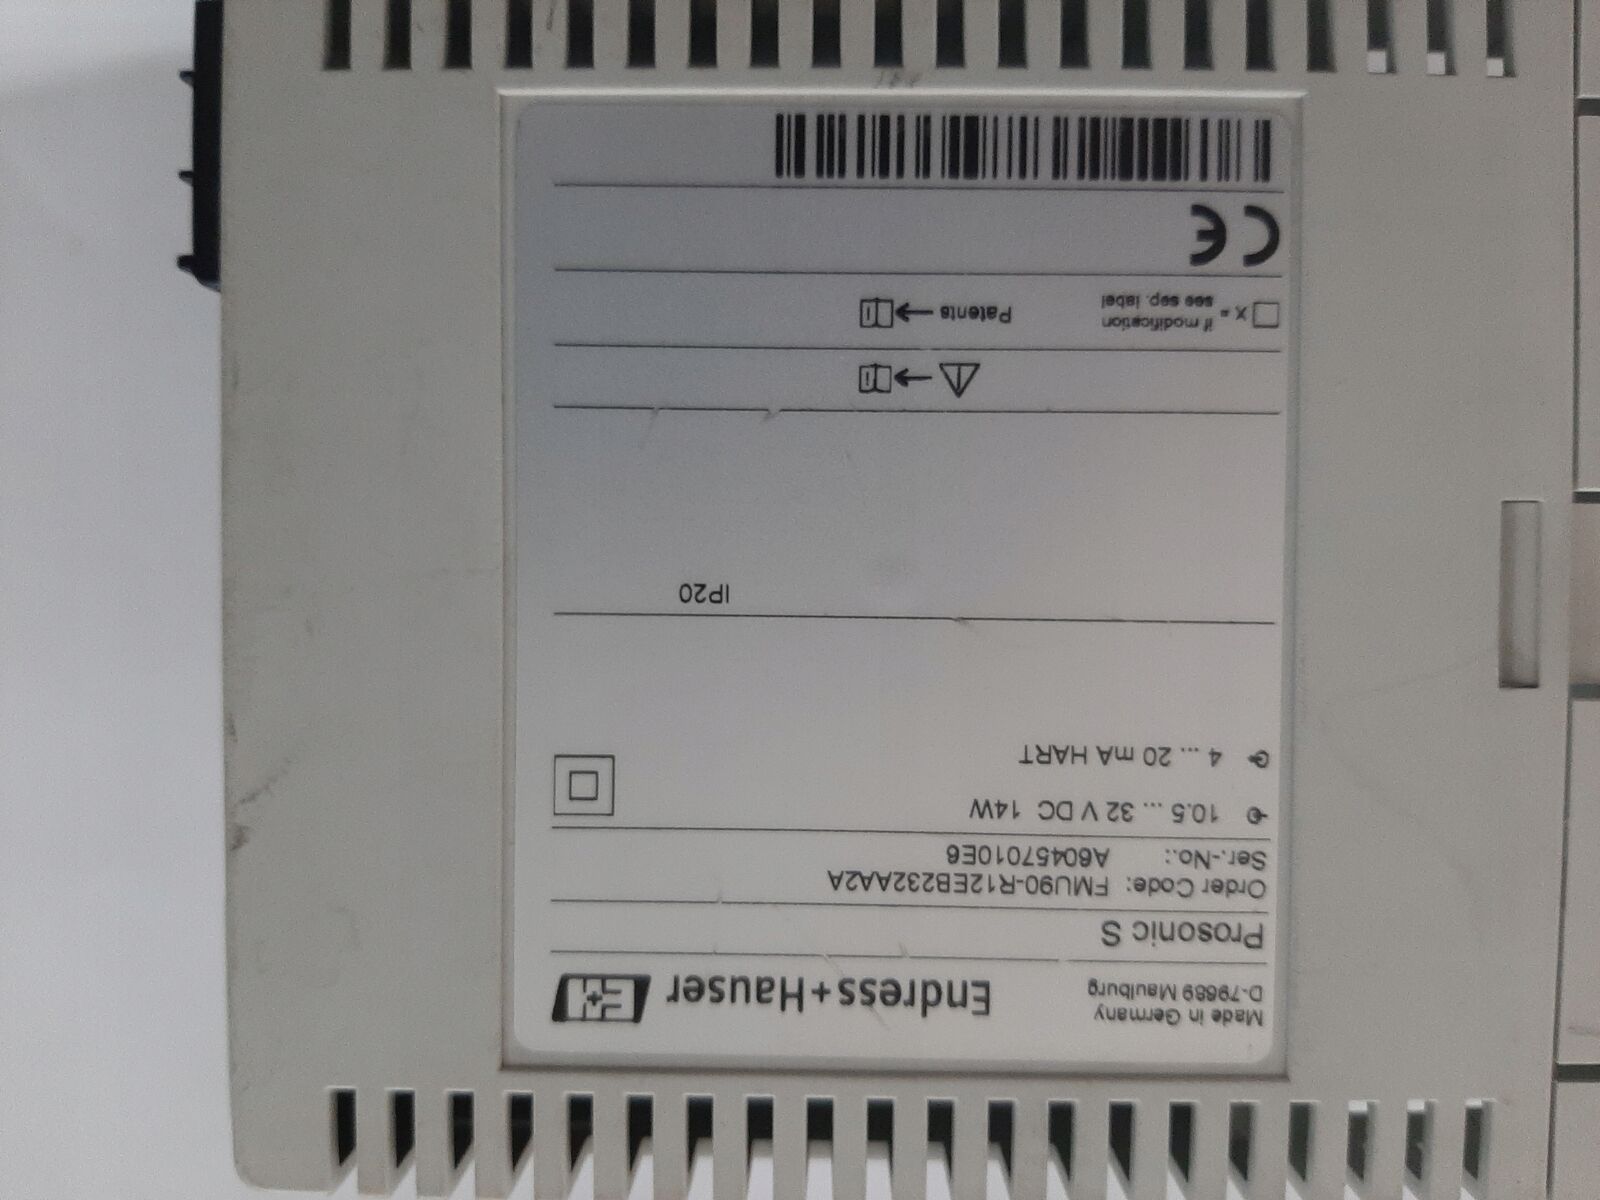 Made in Germany
D-79689 Maulburg
Endress+Hauser
Prosonic S
Order Code: FMU90-R12EB232AA2A
Ser.-No.: A60457010E6
10.5 ... 32 V DC 14W
4 ... 20 mA HART
IP20
x = if modification
see sep. label
Patents
CE